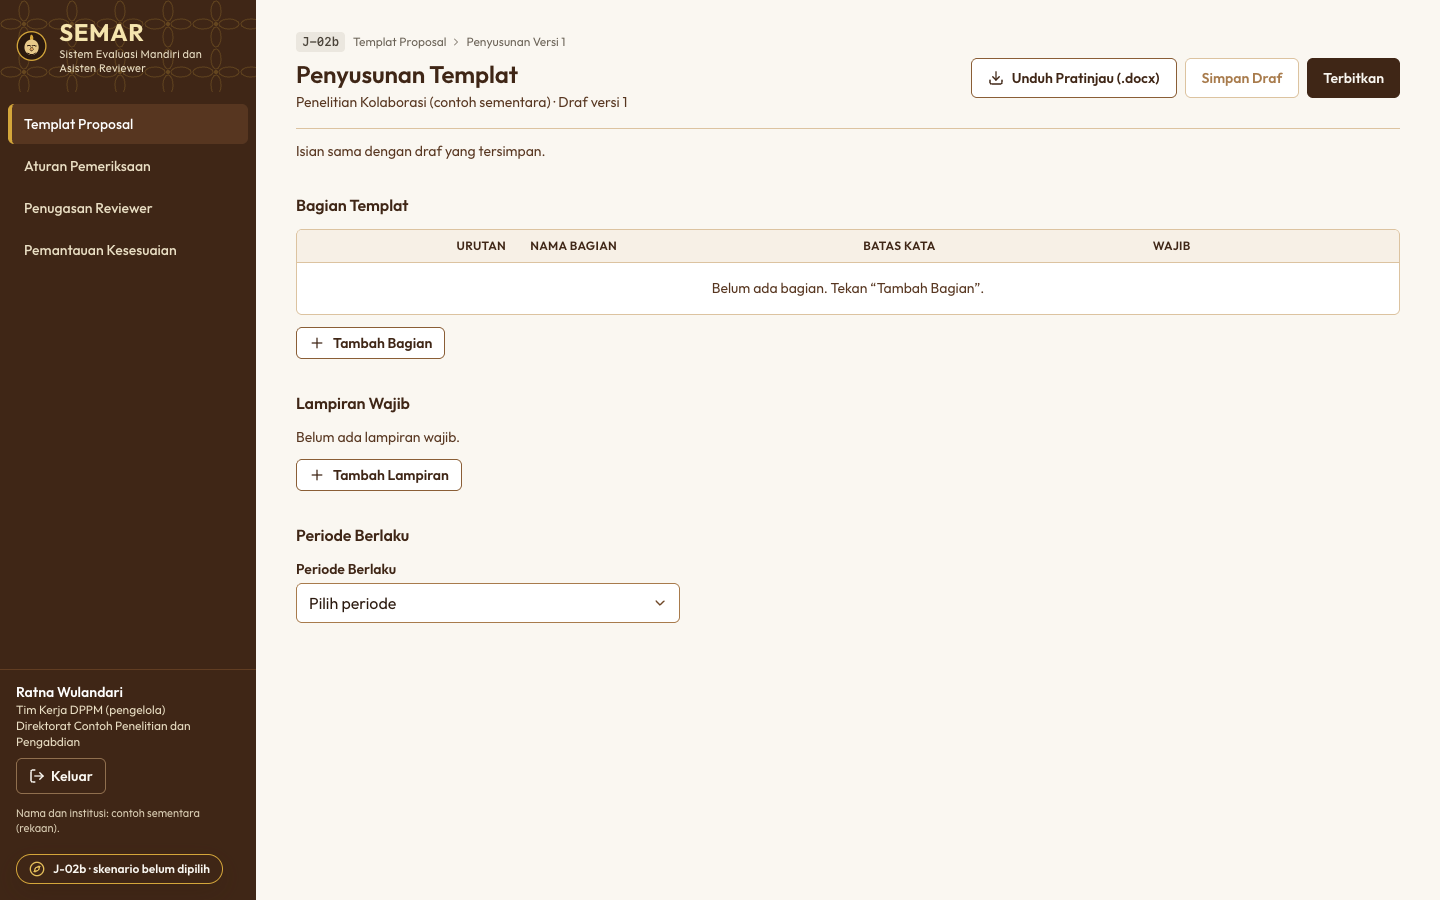 SEMAR
Sistem Evaluasi Mandiri dan
Asisten Reviewer
Templat Proposal
Aturan Pemeriksaan
Penugasan Reviewer
Pemantauan Kesesuaian
Ratna Wulandari
Tim Kerja DPPM (pengelola)
Direktorat Contoh Penelitian dan
Pengabdian
Keluar
Nama dan institusi: contoh sementara
(rekaan).
J-02b · skenario belum dipilih
J-02b Templat Proposal > Penyusunan Versi 1
Penyusunan Templat
Penelitian Kolaborasi (contoh sementara) · Draf versi 1
Unduh Pratinjau (.docx) Simpan Draf Terbitkan
Isian sama dengan draf yang tersimpan.
Bagian Templat
URUTAN NAMA BAGIAN BATAS KATA WAJIB
Belum ada bagian. Tekan “Tambah Bagian”.
Tambah Bagian
Lampiran Wajib
Belum ada lampiran wajib.
Tambah Lampiran
Periode Berlaku
Periode Berlaku
Pilih periode